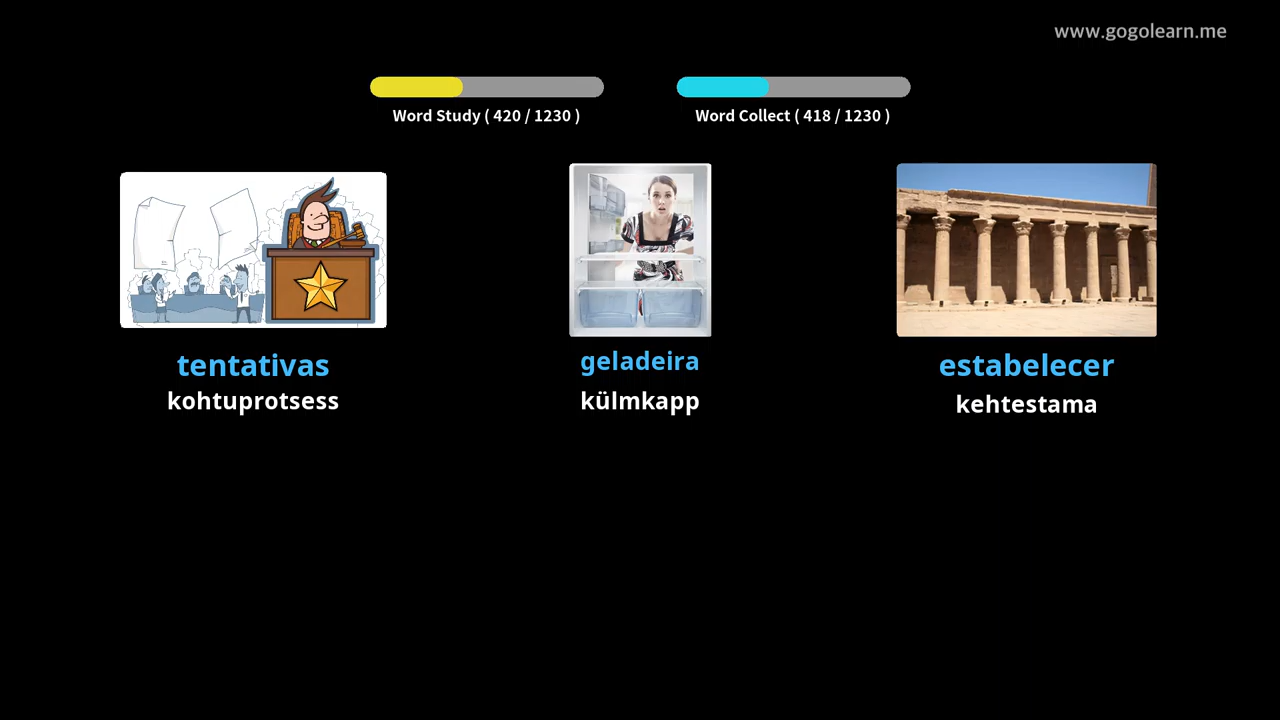 www.gogolearn.me
Word Study ( 420 / 1230 )
Word Collect ( 418 / 1230 )
tentativas
kohtuprotsess
geladeira
külmkapp
estabelecer
kehtestama